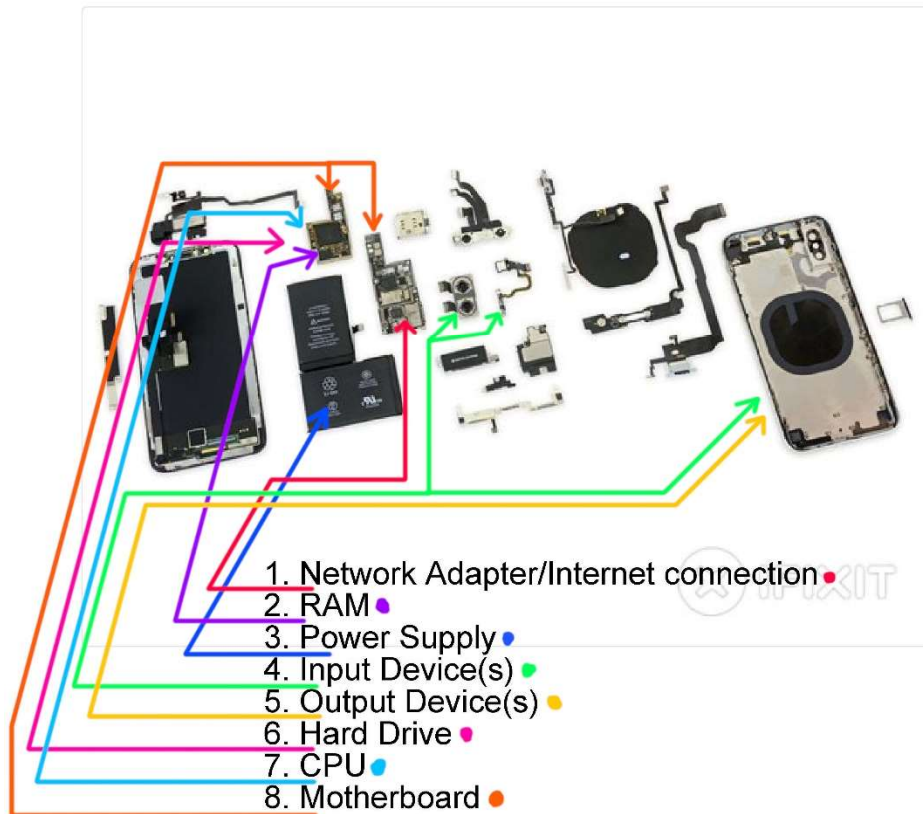 IFIXIT
1. Network Adapter/Internet connection
2. RAM
3. Power Supply
4. Input Device(s)
5. Output Device(s)
6. Hard Drive
7. CPU
8. Motherboard